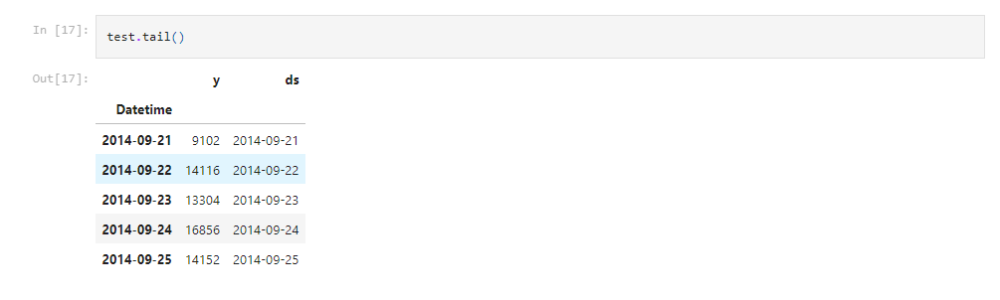 In [17]: test.tail()
Out[17]:
y ds
Datetime
2014-09-21 9102 2014-09-21
2014-09-22 14116 2014-09-22
2014-09-23 13304 2014-09-23
2014-09-24 16856 2014-09-24
2014-09-25 14152 2014-09-25